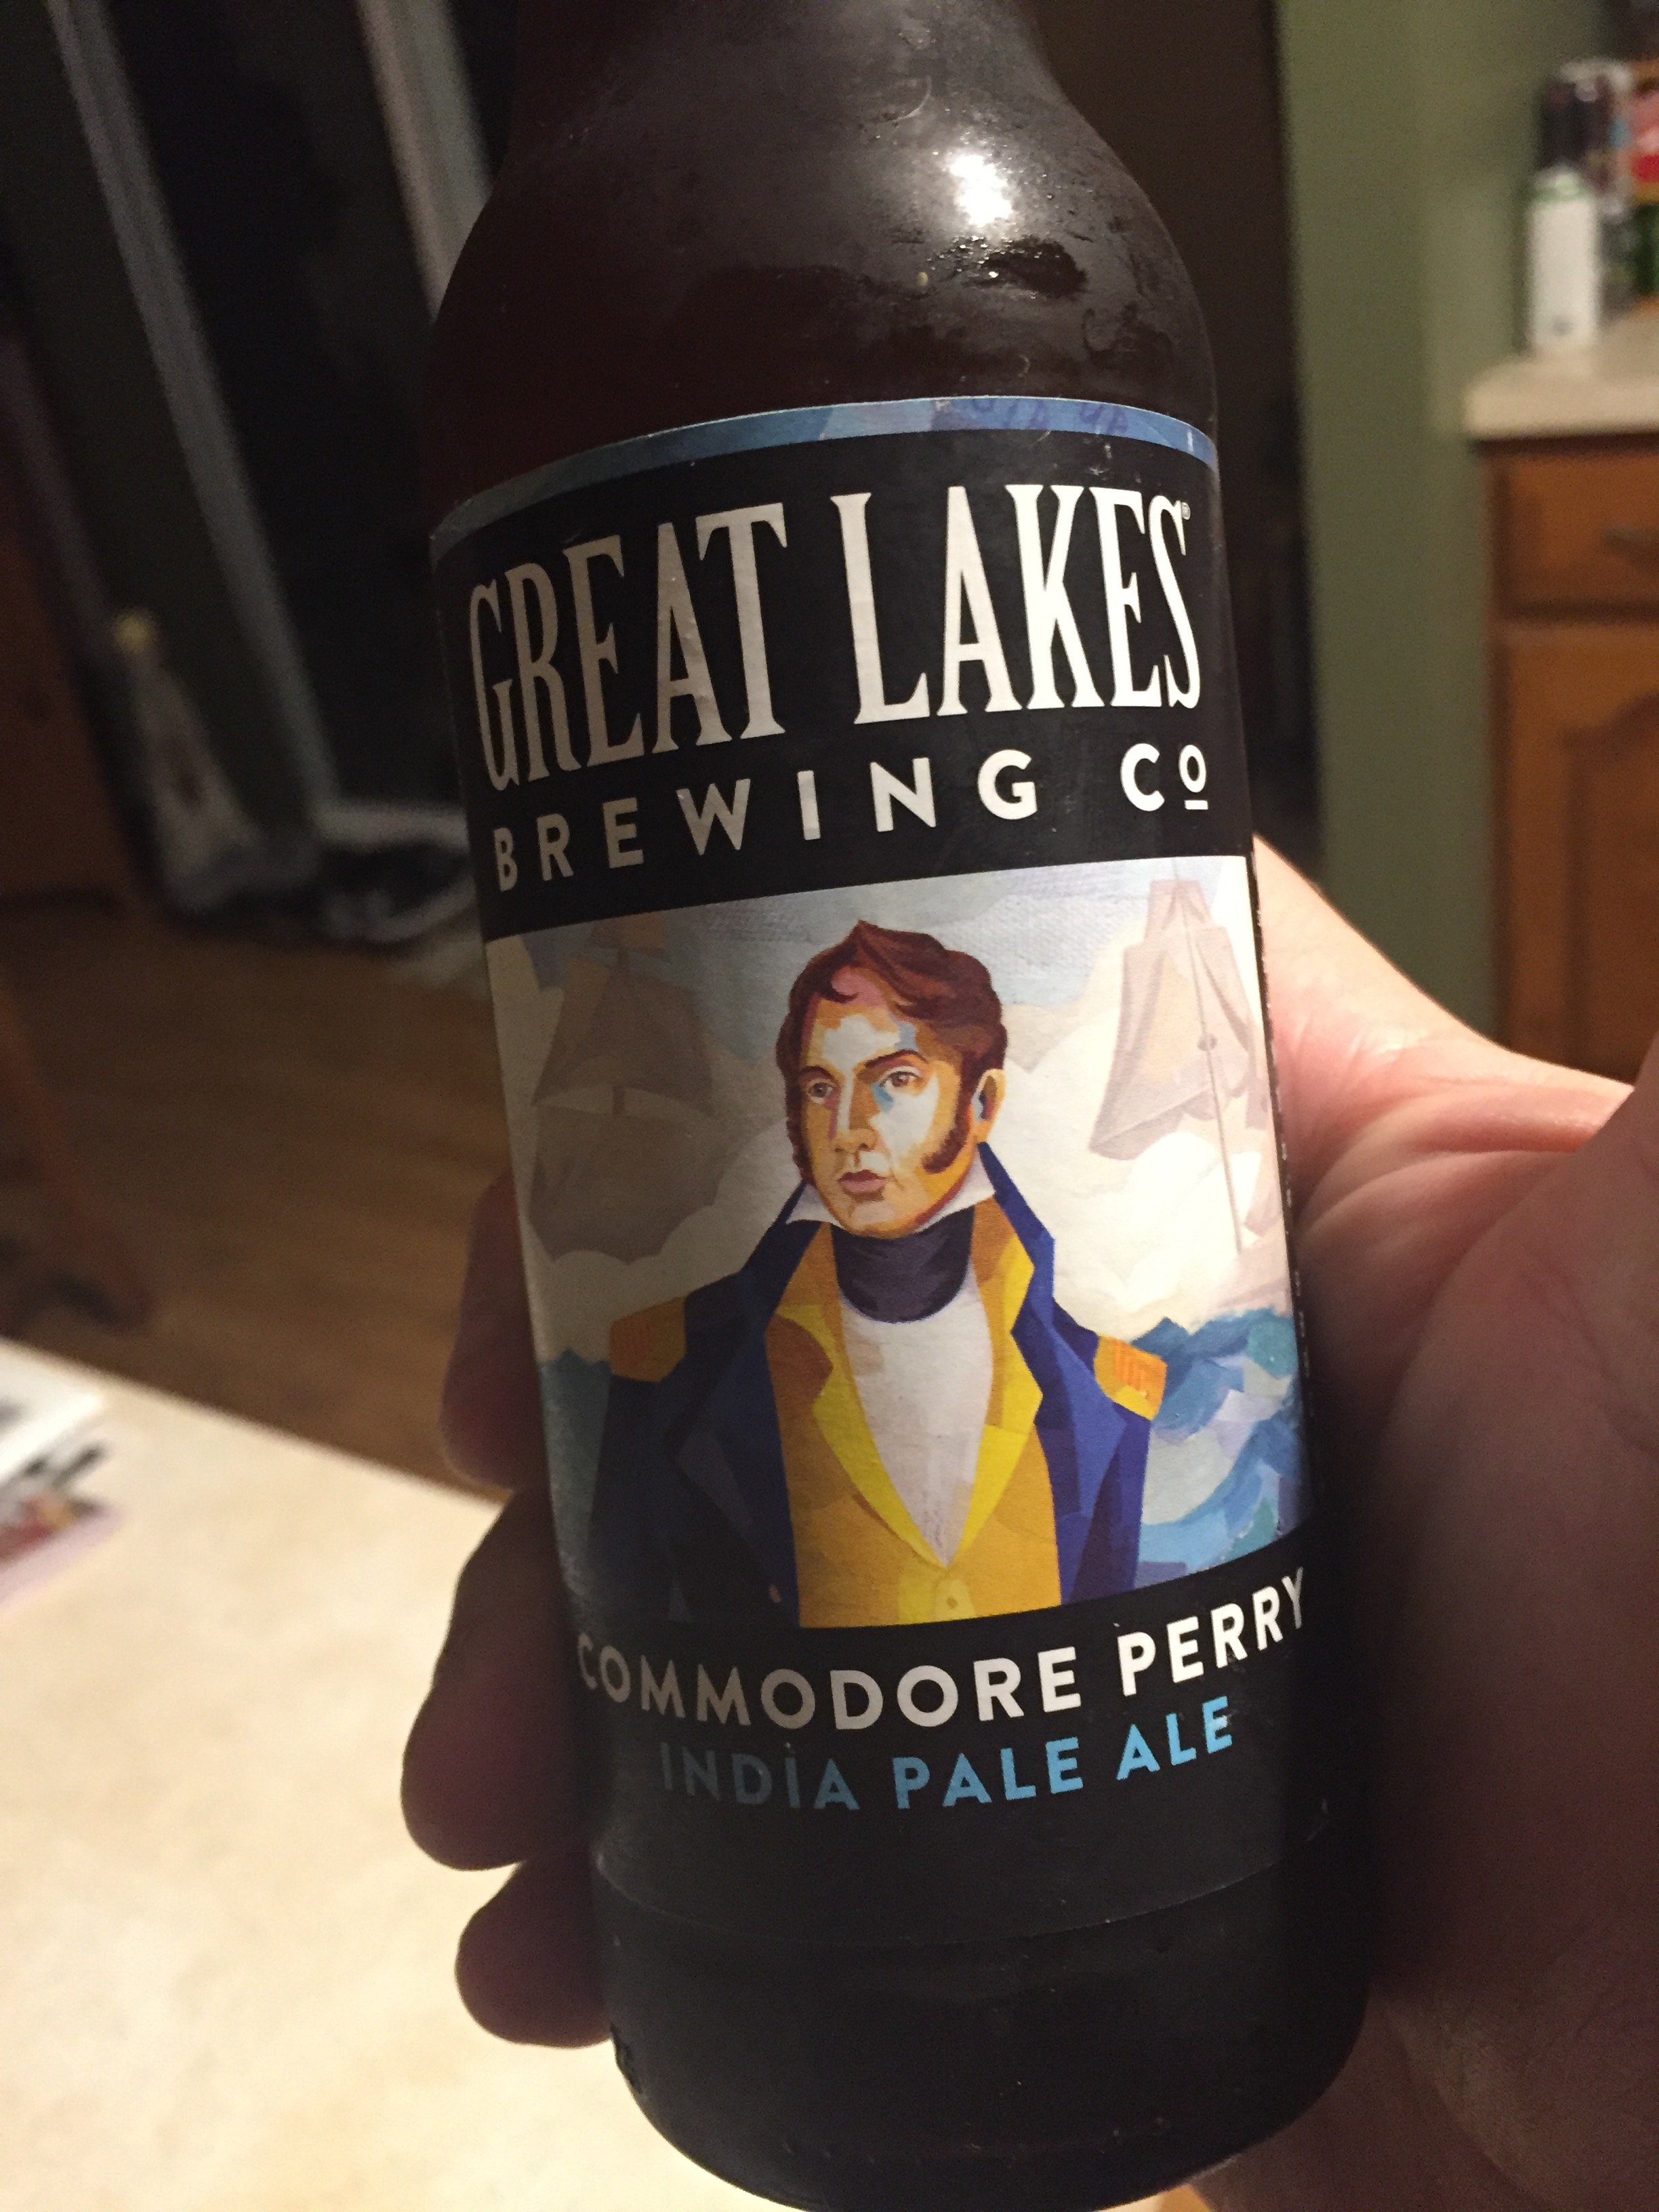 GREAT LAKES®
BREWING Cº
COMMODORE PERRY
INDIA PALE ALE